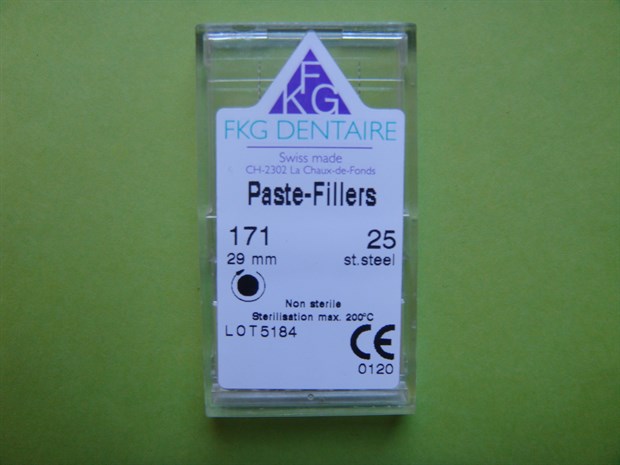 FKG
FKG DENTAIRE
Swiss made
CH-2302 La Chaux-de-Fonds
Paste-Fillers
171 25
29 mm st.steel
Non sterile
Sterilisation max. 200°C
LOT5184
CE
0120